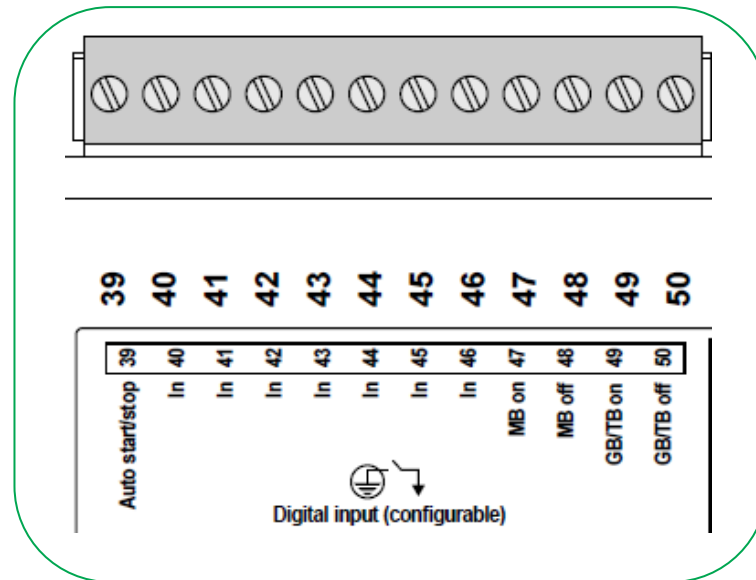 39 40 41 42 43 44 45 46 47 48 49 50
39 40 41 42 43 44 45 46 47 48 49 50
Auto start/stop
In
In
In
In
In
In
In
MB on
MB off
GB/TB on
GB/TB off
Digital input (configurable)